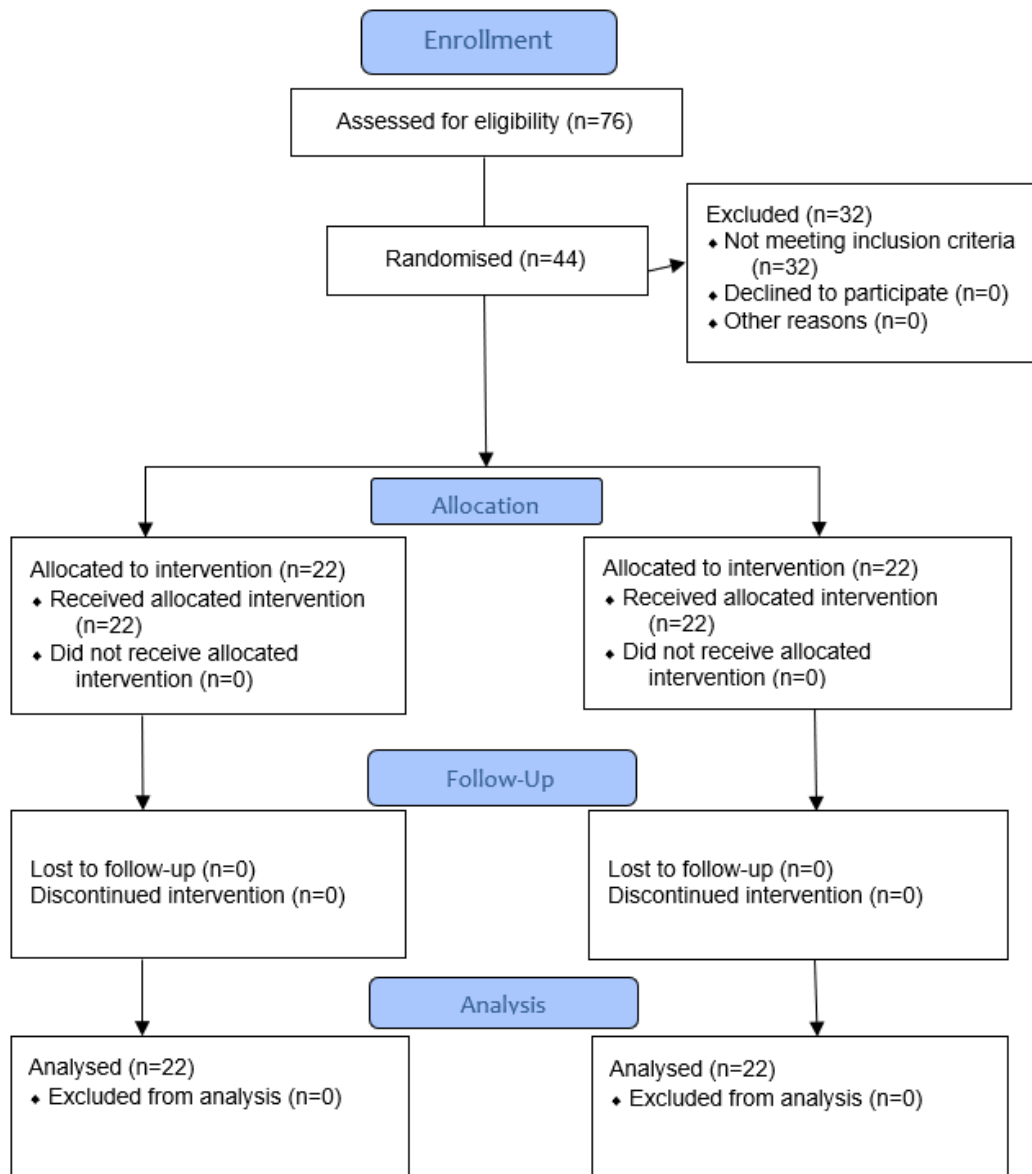 Enrollment
Assessed for eligibility (n=76)
Randomised (n=44)
Excluded (n=32)
⬥ Not meeting inclusion criteria
(n=32)
⬥ Declined to participate (n=0)
⬥ Other reasons (n=0)
Allocation
Allocated to intervention (n=22)
⬥ Received allocated intervention
(n=22)
⬥ Did not receive allocated
intervention (n=0)
Allocated to intervention (n=22)
⬥ Received allocated intervention
(n=22)
⬥ Did not receive allocated
intervention (n=0)
Follow-Up
Lost to follow-up (n=0)
Discontinued intervention (n=0)
Lost to follow-up (n=0)
Discontinued intervention (n=0)
Analysis
Analysed (n=22)
⬥ Excluded from analysis (n=0)
Analysed (n=22)
⬥ Excluded from analysis (n=0)